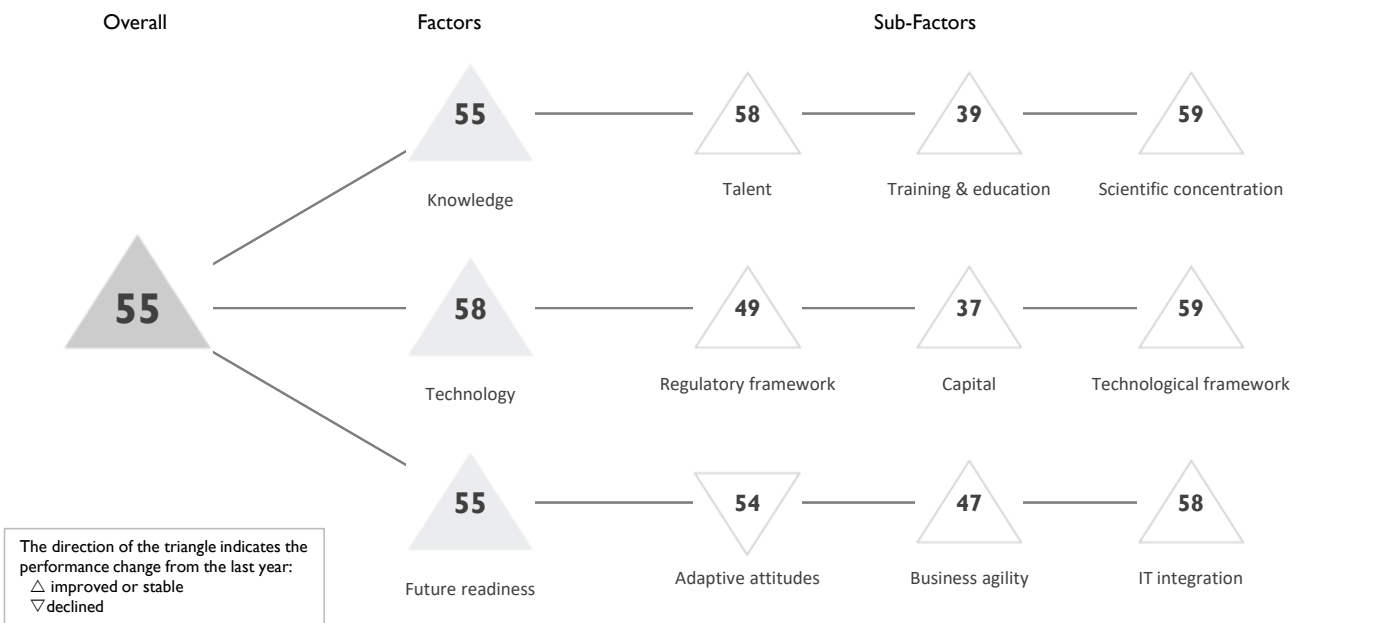 Overall Factors Sub-Factors
55 58 39 59
Knowledge Talent Training & education Scientific concentration
55 58 49 37 59
Technology Regulatory framework Capital Technological framework
55 54 47 58
Future readiness Adaptive attitudes Business agility IT integration
The direction of the triangle indicates the
performance change from the last year:
△ improved or stable
▽ declined